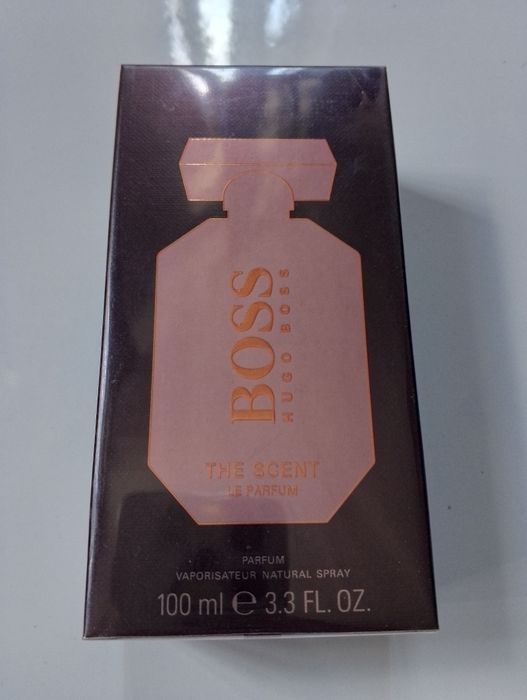 BOSS
HUGO BOSS
THE SCENT
LE PARFUM
PARFUM
VAPORISATEUR NATURAL SPRAY
100 ml ℮ 3.3 FL. OZ.